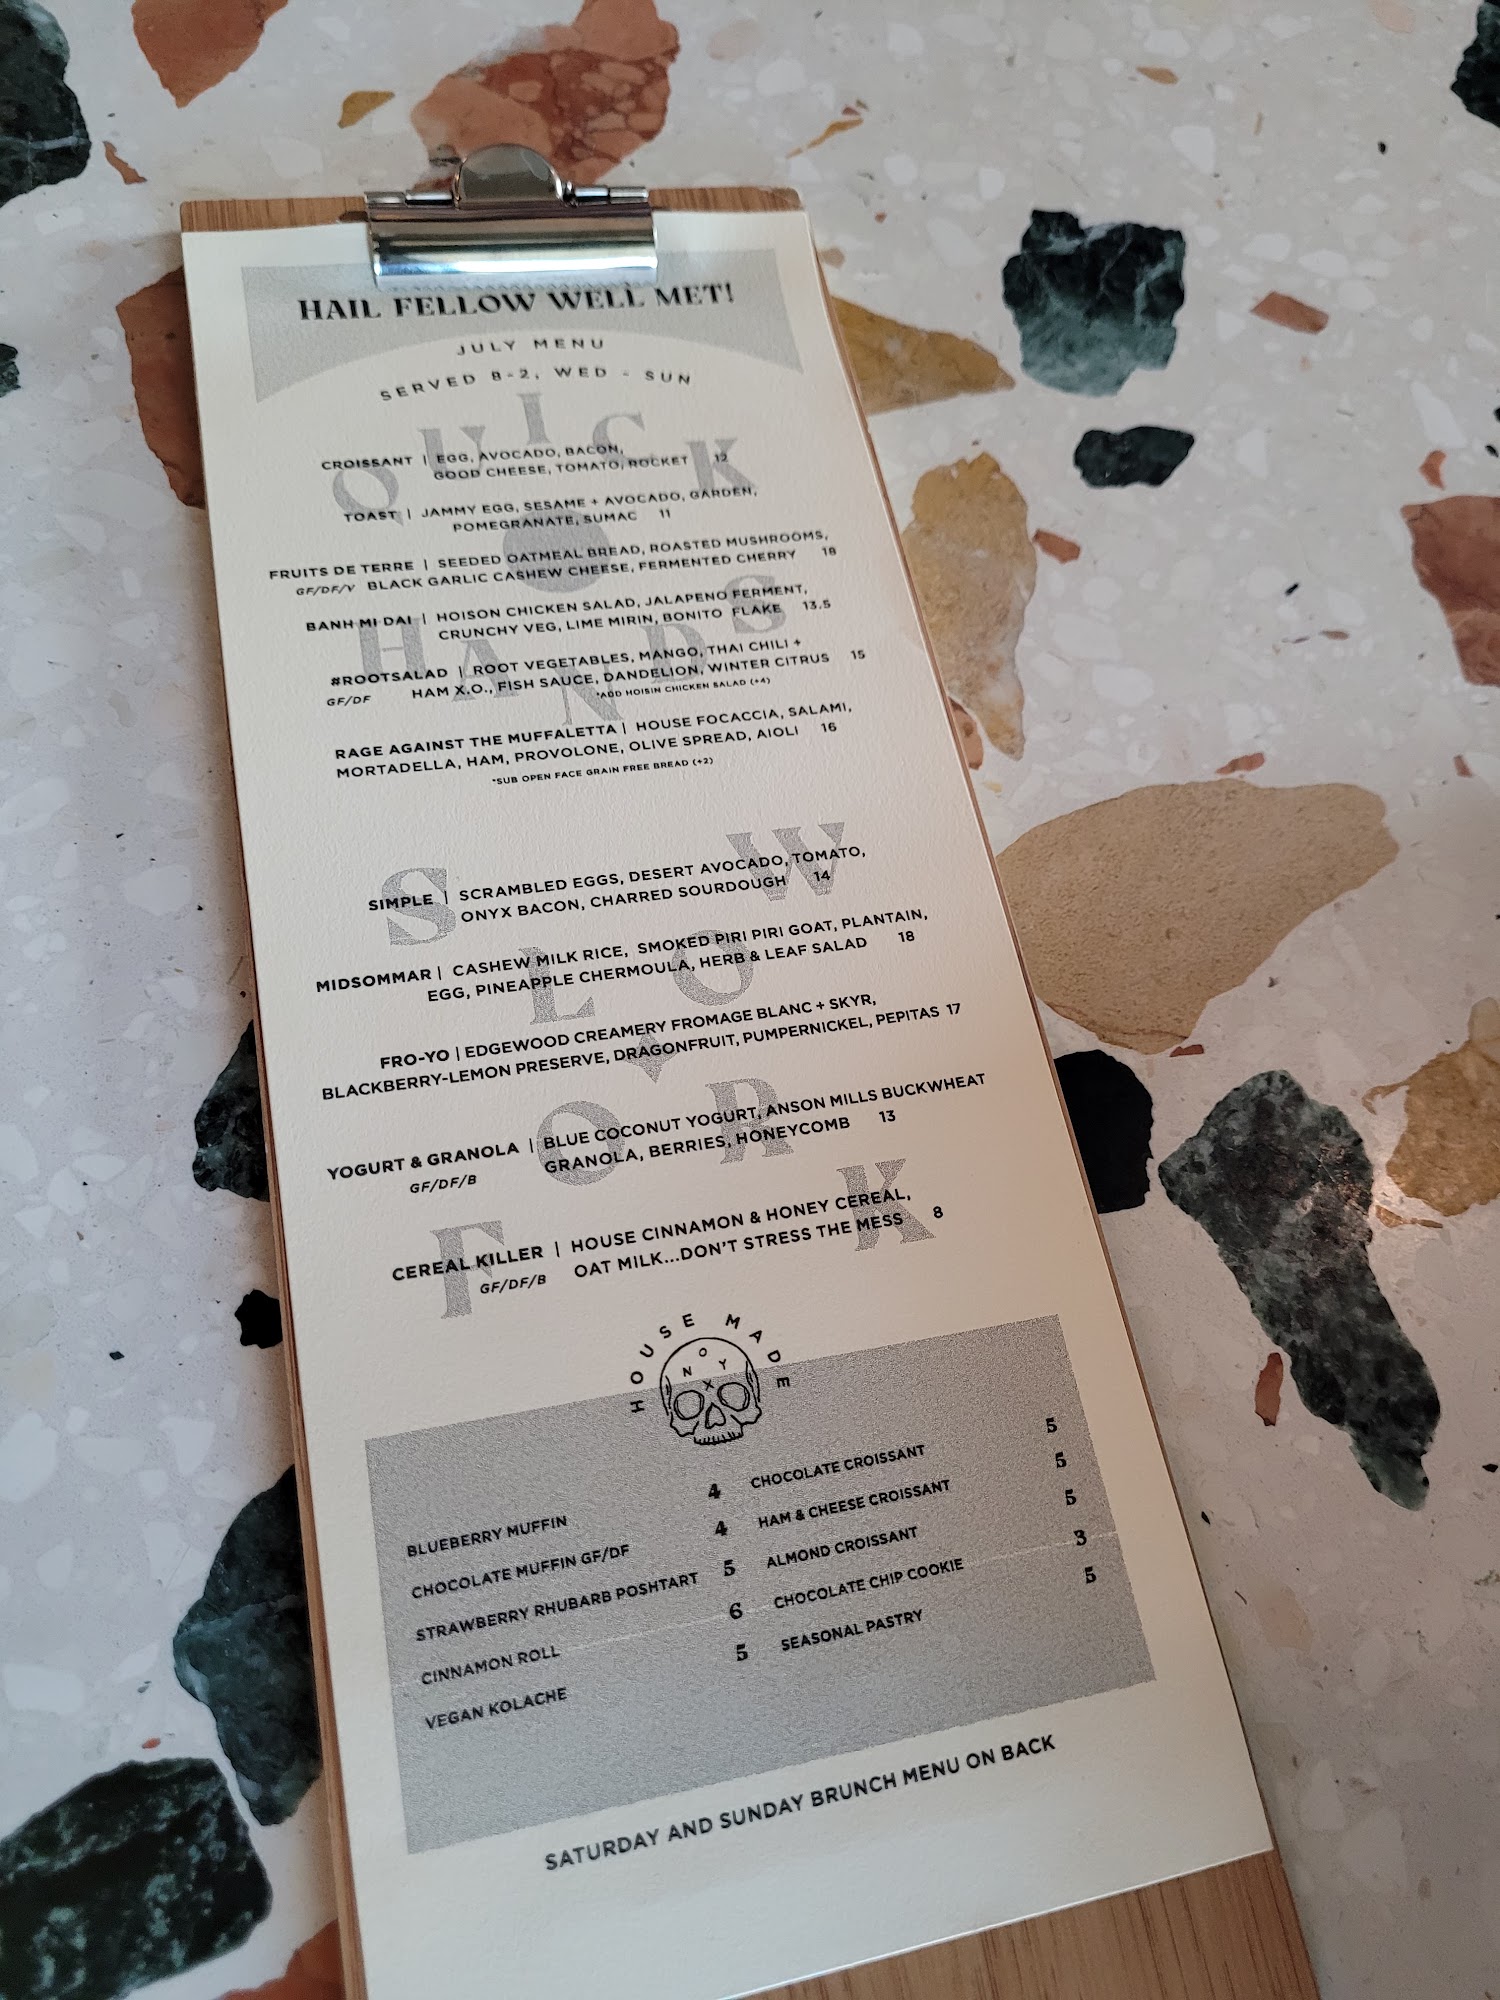 HAIL FELLOW WELL MET!
JULY MENU
SERVED 8-2, WED - SUN
QUICK
CROISSANT | EGG, AVOCADO, BACON,
GOOD CHEESE, TOMATO, ROCKET 12
TOAST | JAMMY EGG, SESAME + AVOCADO, GARDEN,
POMEGRANATE, SUMAC 11
FRUITS DE TERRE | SEEDED OATMEAL BREAD, ROASTED MUSHROOMS,
GF/DF/V BLACK GARLIC CASHEW CHEESE, FERMENTED CHERRY 18
HANDS
BANH MI DAI | HOISON CHICKEN SALAD, JALAPENO FERMENT,
CRUNCHY VEG, LIME MIRIN, BONITO FLAKE 13.5
#ROOTSALAD | ROOT VEGETABLES, MANGO, THAI CHILI +
GF/DF HAM X.O., FISH SAUCE, DANDELION, WINTER CITRUS 15
*ADD HOISIN CHICKEN SALAD (+4)
RAGE AGAINST THE MUFFALETTA | HOUSE FOCACCIA, SALAMI,
MORTADELLA, HAM, PROVOLONE, OLIVE SPREAD, AIOLI 16
*SUB OPEN FACE GRAIN FREE BREAD (+2)
SLOW
SIMPLE | SCRAMBLED EGGS, DESERT AVOCADO, TOMATO,
ONYX BACON, CHARRED SOURDOUGH 14
MIDSOMMAR | CASHEW MILK RICE, SMOKED PIRI PIRI GOAT, PLANTAIN,
EGG, PINEAPPLE CHERMOULA, HERB & LEAF SALAD 18
FRO-YO | EDGEWOOD CREAMERY FROMAGE BLANC + SKYR,
BLACKBERRY-LEMON PRESERVE, DRAGONFRUIT, PUMPERNICKEL, PEPITAS 17
FORK
YOGURT & GRANOLA | BLUE COCONUT YOGURT, ANSON MILLS BUCKWHEAT
GF/DF/B GRANOLA, BERRIES, HONEYCOMB 13
CEREAL KILLER | HOUSE CINNAMON & HONEY CEREAL,
GF/DF/B OAT MILK...DON'T STRESS THE MESS 8
HOUSE MADE
ONYX
BLUEBERRY MUFFIN 4
CHOCOLATE MUFFIN GF/DF 4
STRAWBERRY RHUBARB POSHTART 5
CINNAMON ROLL 6
VEGAN KOLACHE 5
CHOCOLATE CROISSANT 5
HAM & CHEESE CROISSANT 5
ALMOND CROISSANT 5
CHOCOLATE CHIP COOKIE 3
SEASONAL PASTRY 5
SATURDAY AND SUNDAY BRUNCH MENU ON BACK